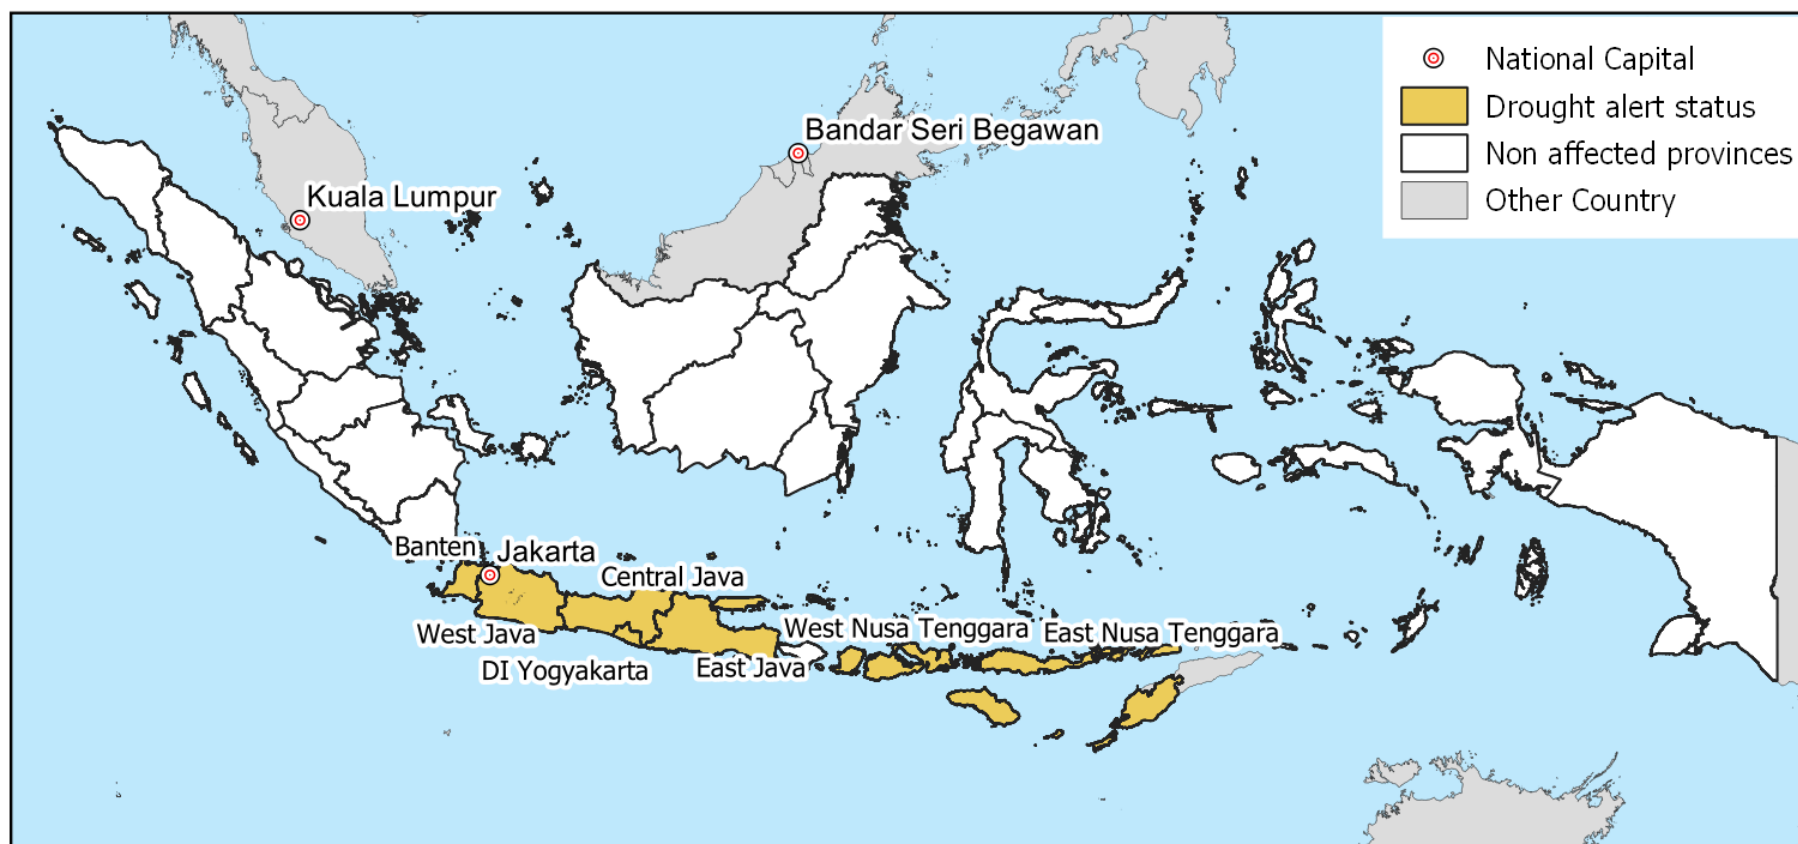 National Capital
Drought alert status
Non affected provinces
Other Country
Bandar Seri Begawan
Kuala Lumpur
Banten
Jakarta
Central Java
West Java
DI Yogyakarta
East Java
West Nusa Tenggara
East Nusa Tenggara